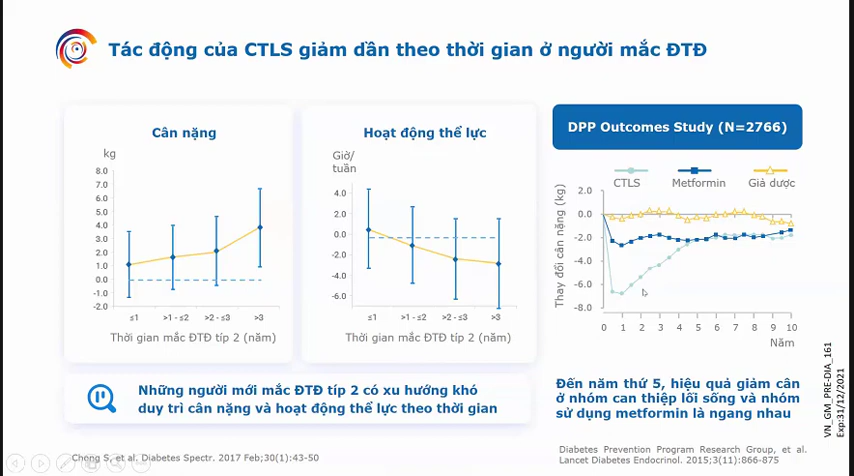 Tác động của CTLS giảm dần theo thời gian ở người mắc ĐTĐ
Cân nặng
kg
8.0
7.0
6.0
5.0
4.0
3.0
2.0
1.0
0.0
-1.0
-2.0
≤1
>1 - ≤2
>2 - ≤3
>3
Thời gian mắc ĐTĐ típ 2 (năm)
Hoạt động thể lực
Giờ/
tuần
4.0
2.0
0.0
-2.0
-4.0
-6.0
≤1
>1 - ≤2
>2 - ≤3
>3
Thời gian mắc ĐTĐ típ 2 (năm)
Những người mới mắc ĐTĐ típ 2 có xu hướng khó
duy trì cân nặng và hoạt động thể lực theo thời gian
DPP Outcomes Study (N=2766)
CTLS
Metformin
Giả dược
Thay đổi cân nặng (kg)
2.0
0.0
-2.0
-4.0
-6.0
-8.0
0 1 2 3 4 5 6 7 8 9 10
Năm
Đến năm thứ 5, hiệu quả giảm cân
ở nhóm can thiệp lối sống và nhóm
sử dụng metformin là ngang nhau
Chong S, et al. Diabetes Spectr. 2017 Feb;30(1):43-50
Diabetes Prevention Program Research Group, et al.
Lancet Diabetes Endocrinol. 2015;3(11):866-875
VN_GM_PRE-DIA_161
Exp:31/12/2021